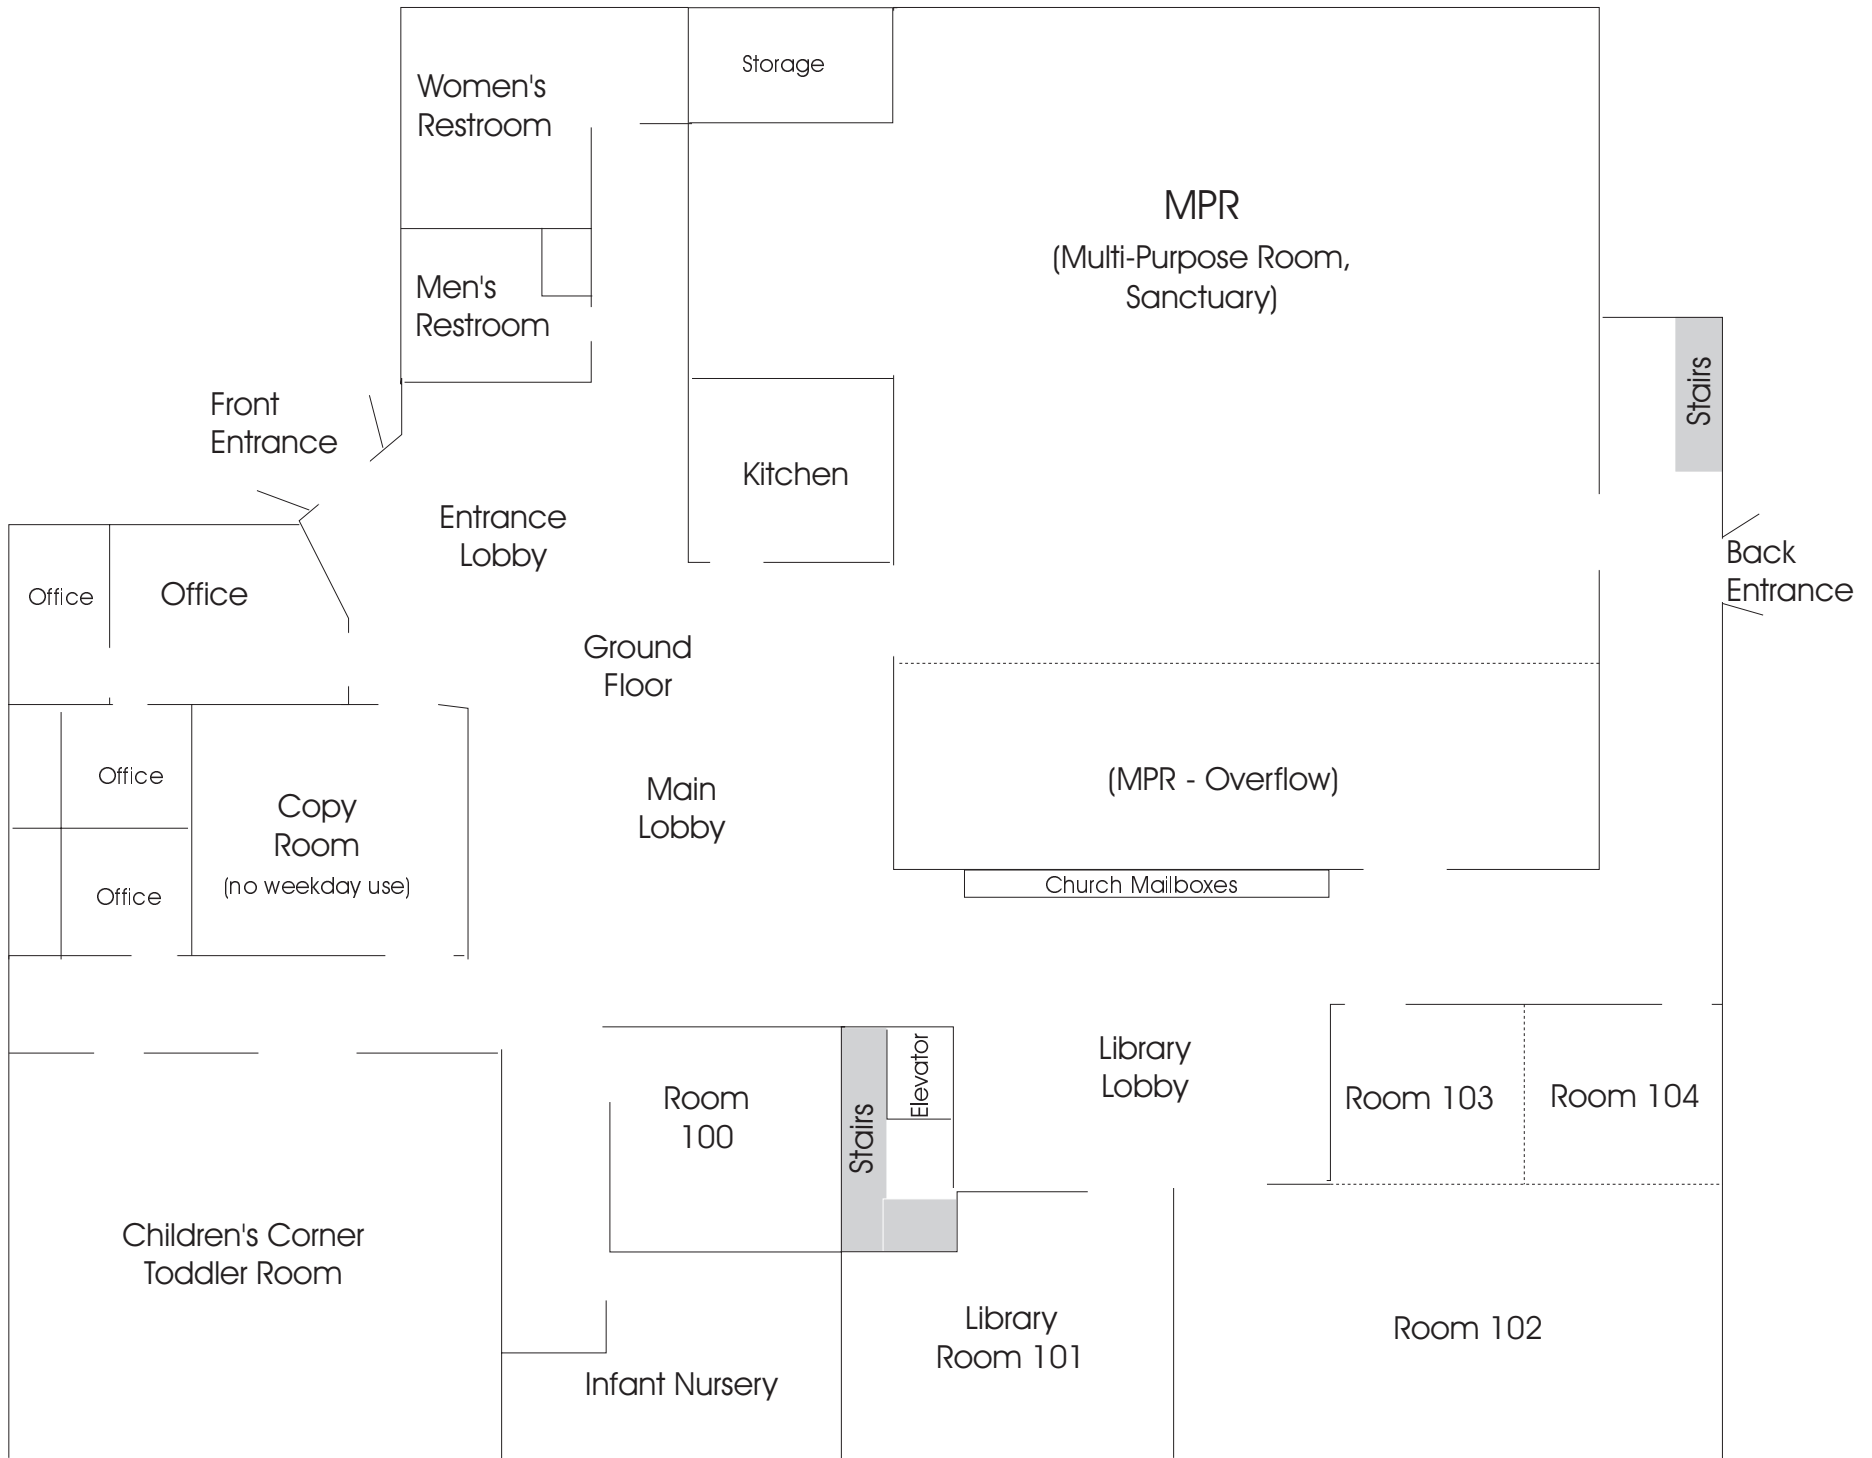 Women's
Restroom
Storage
MPR
(Multi-Purpose Room,
Sanctuary)
Men's
Restroom
Stairs
Front
Entrance
Kitchen
Entrance
Lobby
Back
Entrance
Office
Office
Ground
Floor
Office
Copy
Room
(no weekday use)
Main
Lobby
(MPR - Overflow)
Office
Church Mailboxes
Room
100
Stairs
Elevator
Library
Lobby
Room 103
Room 104
Children's Corner
Toddler Room
Infant Nursery
Library
Room 101
Room 102